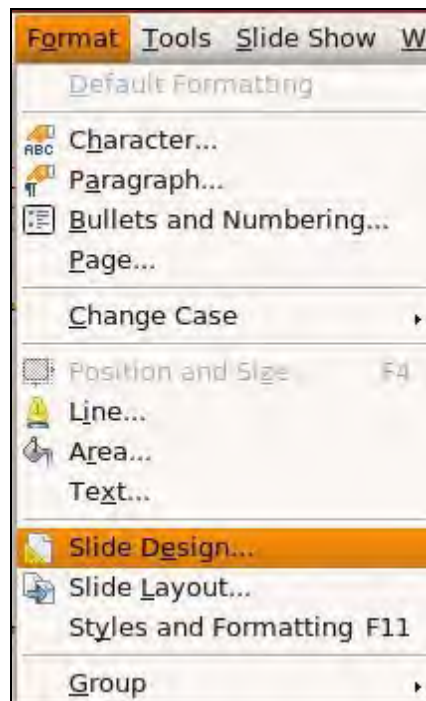 Format Tools Slide Show W
Default Formatting
ABC Character...
¶ Paragraph...
Bullets and Numbering...
Page...
Change Case
Position and Size F4
Line...
Area...
Text...
Slide Design...
Slide Layout...
Styles and Formatting F11
Group